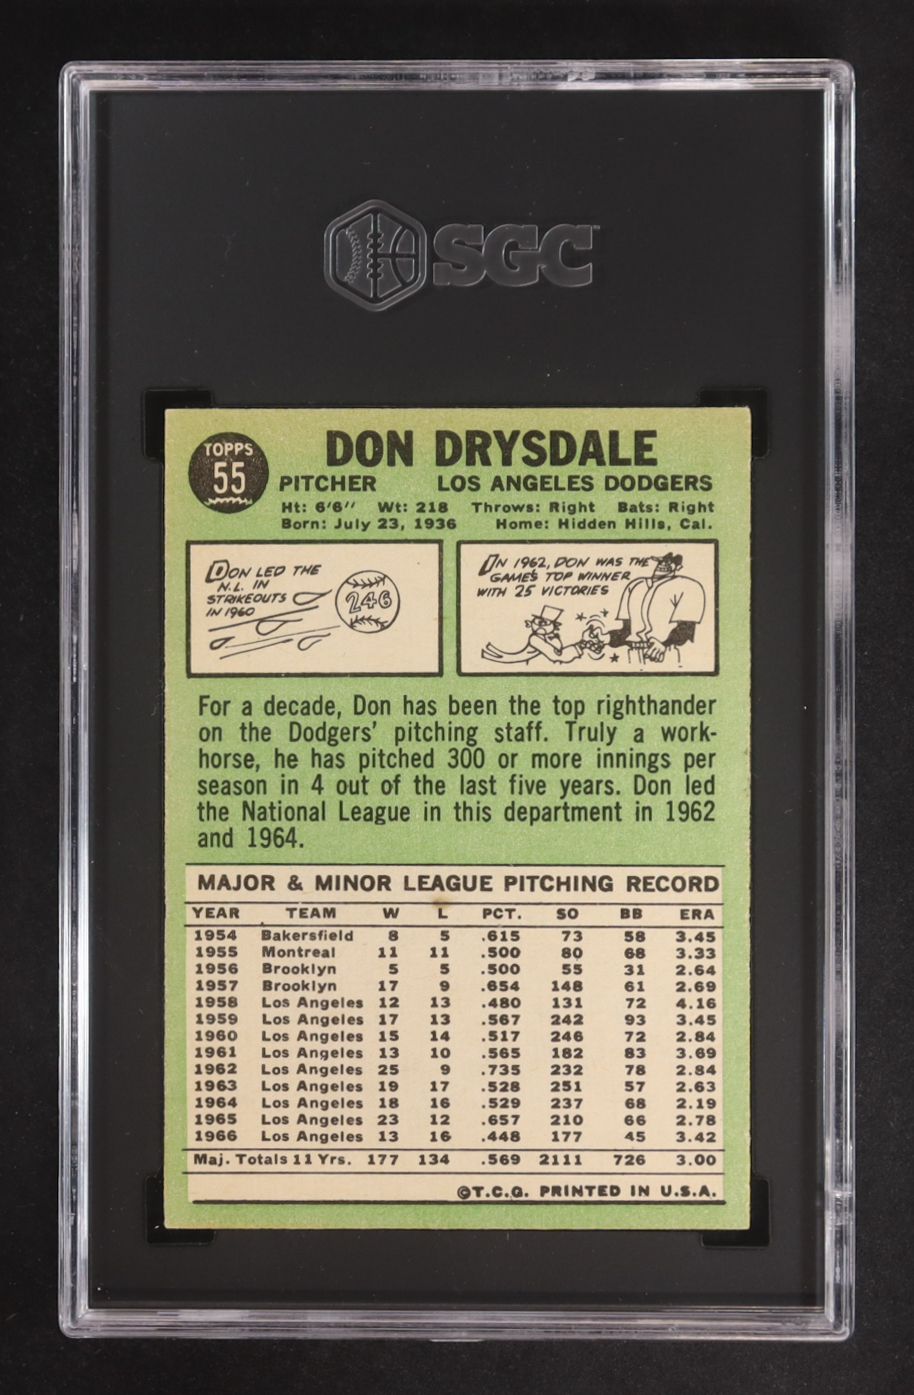 SGC
TOPPS
55
DON DRYSDALE
PITCHER LOS ANGELES DODGERS
Ht: 6'6" Wt: 218 Throws: Right Bats: Right
Born: July 23, 1936 Home: Hidden Hills, Cal.
DON LED THE
N.L. IN
STRIKEOUTS
IN 1960
246
IN 1962, DON WAS THE
GAME'S TOP WINNER
WITH 25 VICTORIES
For a decade, Don has been the top righthander
on the Dodgers' pitching staff. Truly a work-
horse, he has pitched 300 or more innings per
season in 4 out of the last five years. Don led
the National League in this department in 1962
and 1964.
MAJOR & MINOR LEAGUE PITCHING RECORD
YEAR TEAM W L PCT. SO BB ERA
1954 Bakersfield 8 5 .615 73 58 3.45
1955 Montreal 11 11 .500 80 68 3.33
1956 Brooklyn 5 5 .500 55 31 2.64
1957 Brooklyn 17 9 .654 148 61 2.69
1958 Los Angeles 12 13 .480 131 72 4.16
1959 Los Angeles 17 13 .567 242 93 3.45
1960 Los Angeles 15 14 .517 246 72 2.84
1961 Los Angeles 13 10 .565 182 83 3.69
1962 Los Angeles 25 9 .735 232 78 2.84
1963 Los Angeles 19 17 .528 251 57 2.63
1964 Los Angeles 18 16 .529 237 68 2.19
1965 Los Angeles 23 12 .657 210 66 2.78
1966 Los Angeles 13 16 .448 177 45 3.42
Maj. Totals 11 Yrs. 177 134 .569 2111 726 3.00
©T.C.G. PRINTED IN U.S.A.